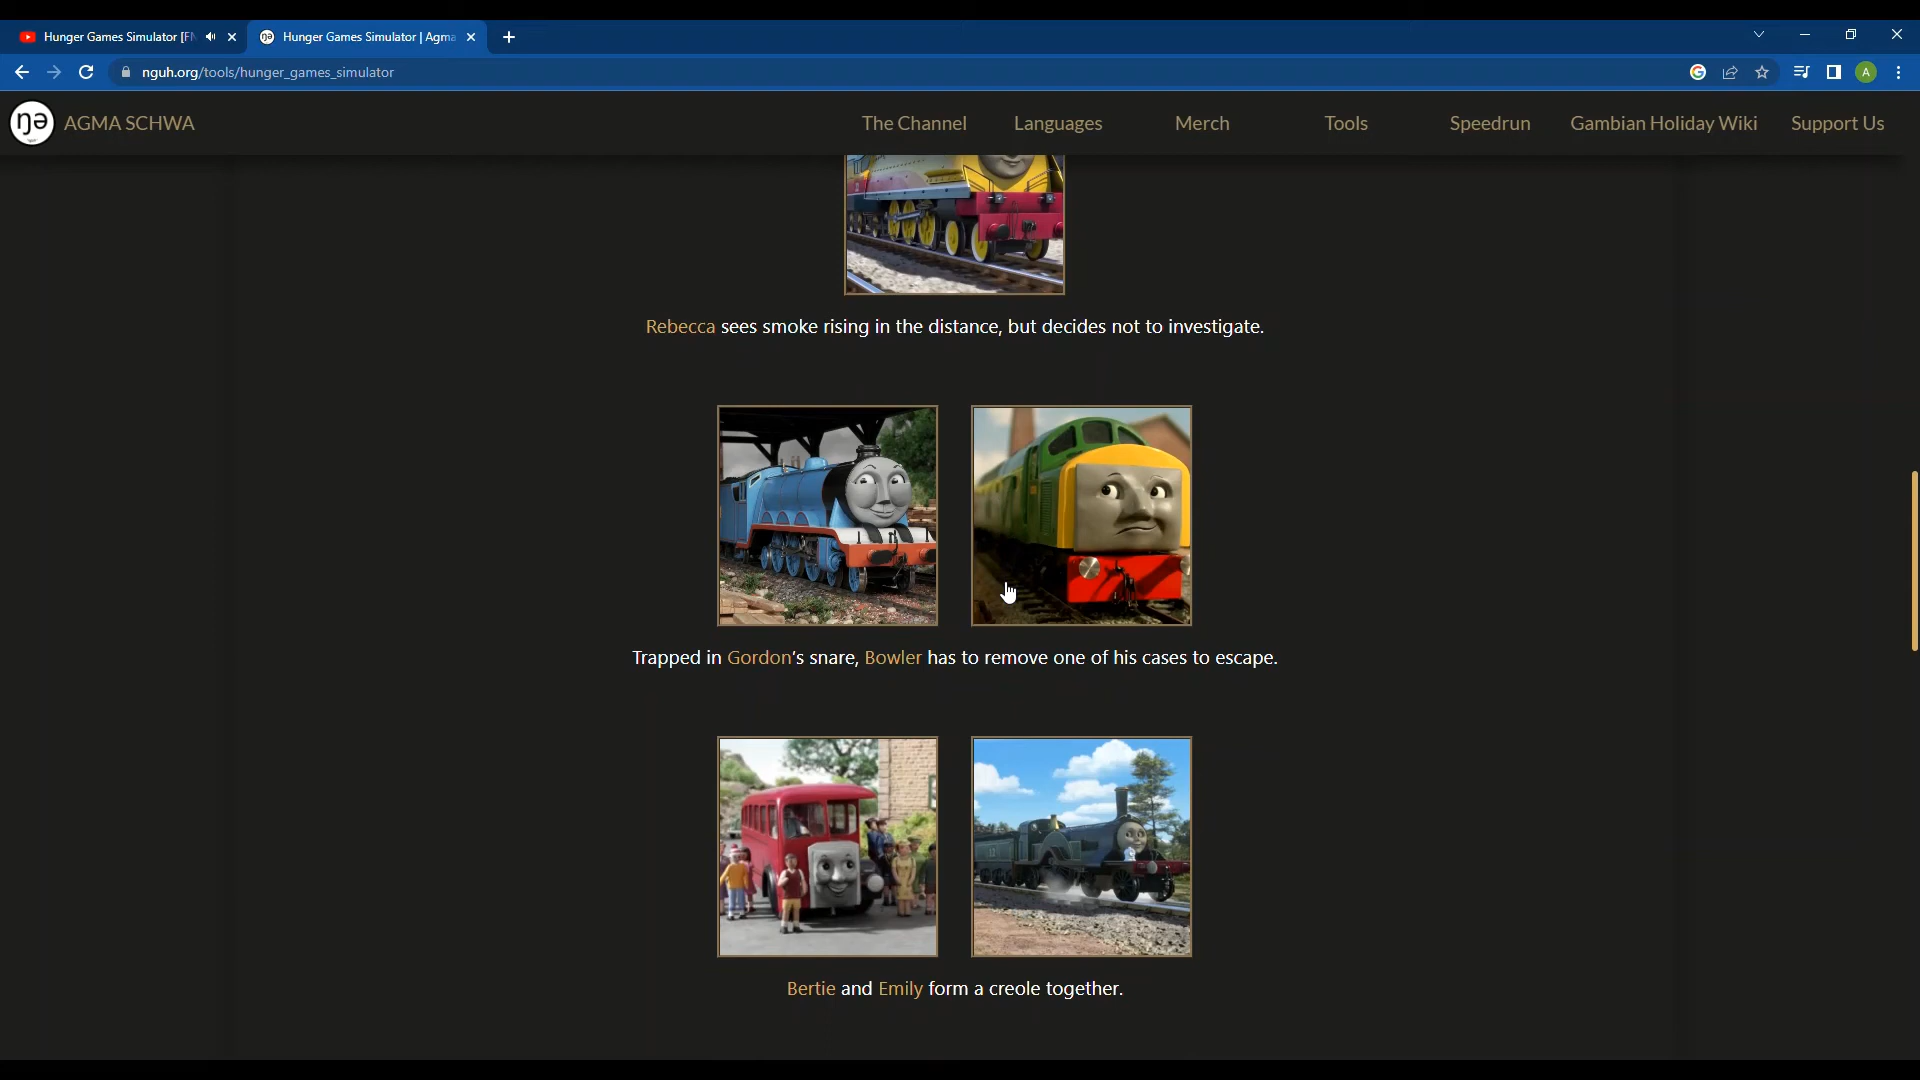 Hunger Games Simulator [F
Hunger Games Simulator | Agma
nguh.org/tools/hunger_games_simulator
A
ŋə AGMA SCHWA
The Channel
Languages
Merch
Tools
Speedrun
Gambian Holiday Wiki
Support Us
Rebecca sees smoke rising in the distance, but decides not to investigate.
Trapped in Gordon's snare, Bowler has to remove one of his cases to escape.
Bertie and Emily form a creole together.